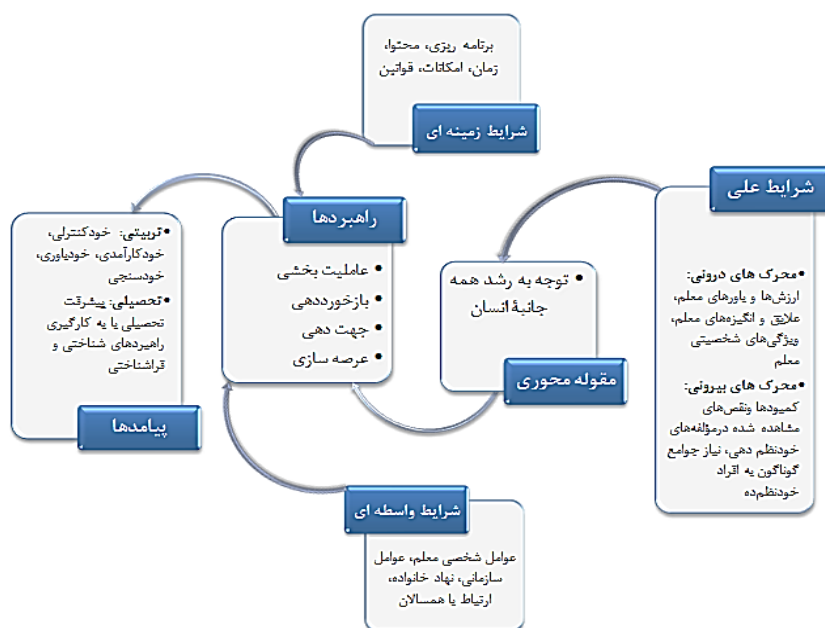 برنامه ریزی، محتوا،
زمان، امکانات، قوانین
شرایط زمینه ای
شرایط علی
• محرک های درونی:
ارزش‌ها و باورهای معلم،
علایق و انگیزه‌های معلم،
ویژگی‌های شخصیتی
معلم
• محرک های بیرونی:
کمبودها ونقص‌های
مشاهده شده درمؤلفه‌های
خودنظم دهی، نیاز جوامع
گوناگون به افراد
خودنظم‌ده
• توجه به رشد همه
جانبهٔ انسان
مقوله محوری
راهبردها
• عاملیت بخشی
• بازخورددهی
• جهت دهی
• عرصه سازی
• تربیتی: خودکنترلی،
خودکارآمدی، خودیاوری،
خودسنجی
• تحصیلی: پیشرفت
تحصیلی با به کارگیری
راهبردهای شناختی و
فراشناختی
پیامدها
شرایط واسطه ای
عوامل شخصی معلم، عوامل
سازمانی، نهاد خانواده،
ارتباط با همسالان